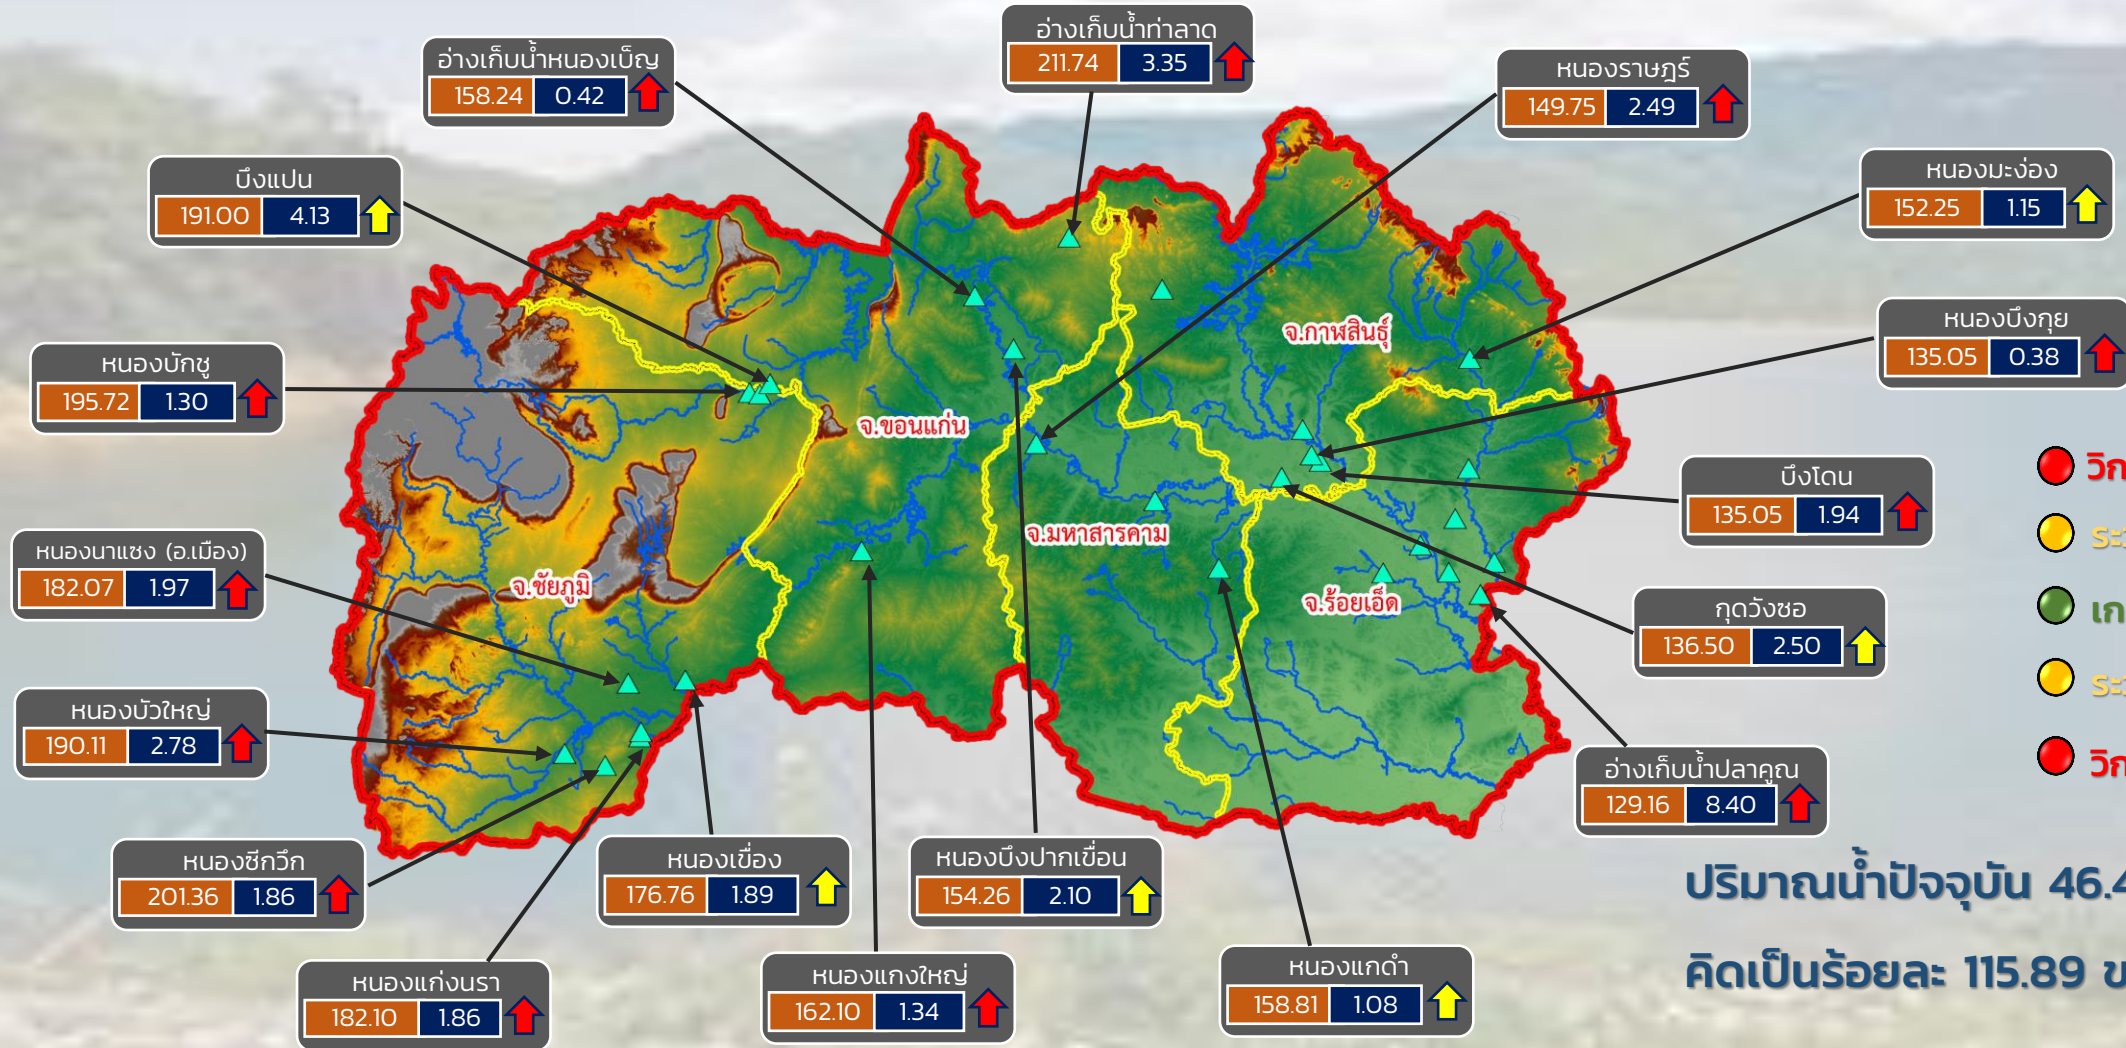 อ่างเก็บน้ำท่าลาด
211.74 3.35
อ่างเก็บน้ำหนองเบ็ญ
158.24 0.42
หนองราษฎร์
149.75 2.49
บึงแปน
191.00 4.13
หนองมะง่อง
152.25 1.15
หนองบึงกุย
135.05 0.38
หนองบักชู
195.72 1.30
จ.กาฬสินธุ์
จ.ขอนแก่น
บึงโดน
135.05 1.94
จ.มหาสารคาม
หนองนาแซง (อ.เมือง)
182.07 1.97
จ.ชัยภูมิ
จ.ร้อยเอ็ด
กุดวังซอ
136.50 2.50
หนองบัวใหญ่
190.11 2.78
อ่างเก็บน้ำปลาคูณ
129.16 8.40
หนองซีกวึก
201.36 1.86
หนองเขื่อง
176.76 1.89
หนองบึงปากเขื่อน
154.26 2.10
หนองแก่งนรา
182.10 1.86
หนองแกงใหญ่
162.10 1.34
หนองแกดำ
158.81 1.08
วิก
ระ
เก
ระ
วิก
ปริมาณน้ำปัจจุบัน 46.4
คิดเป็นร้อยละ 115.89 ข